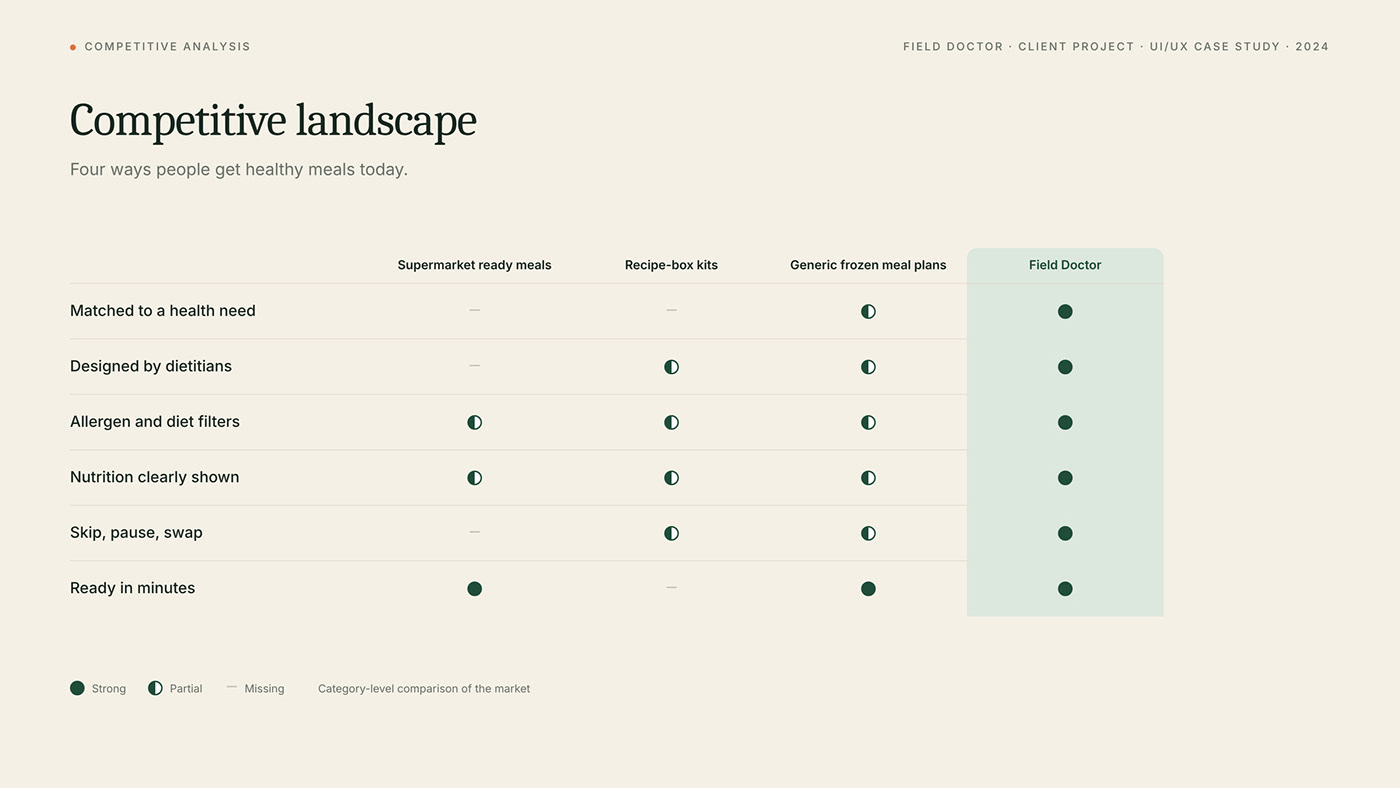 COMPETITIVE ANALYSIS
FIELD DOCTOR · CLIENT PROJECT · UI/UX CASE STUDY · 2024
Competitive landscape
Four ways people get healthy meals today.
Supermarket ready meals Recipe-box kits Generic frozen meal plans Field Doctor
Matched to a health need
Designed by dietitians
Allergen and diet filters
Nutrition clearly shown
Skip, pause, swap
Ready in minutes
Strong Partial Missing Category-level comparison of the market